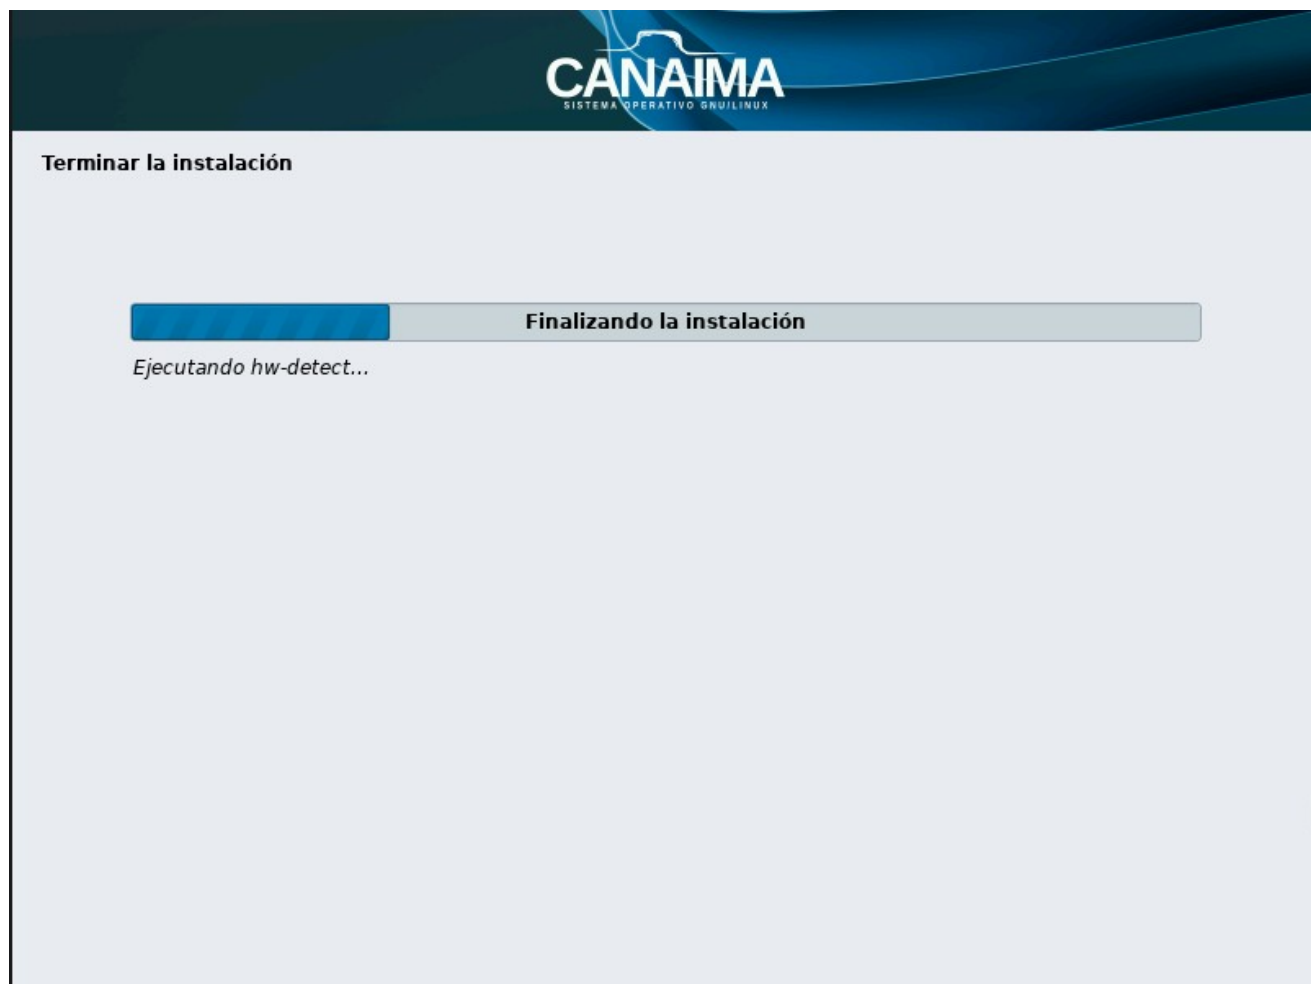 CANAIMA
SISTEMA OPERATIVO GNU/LINUX
Terminar la instalación
Finalizando la instalación
Ejecutando hw-detect...